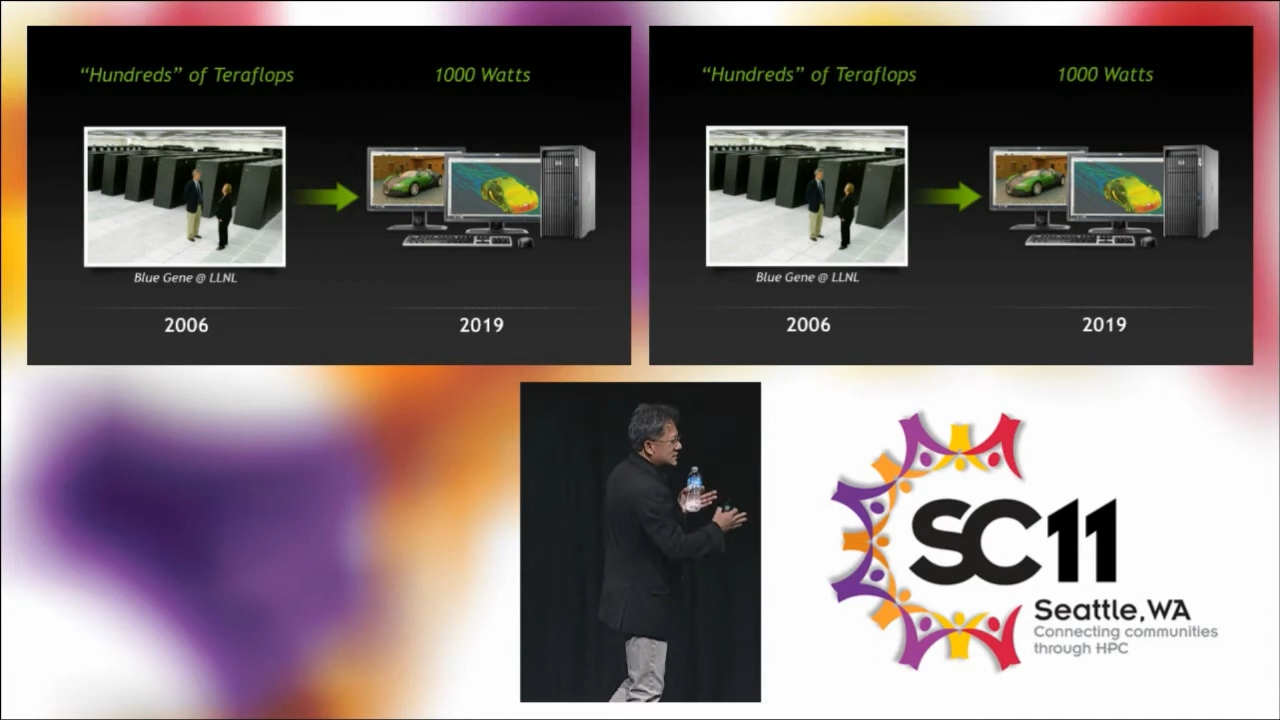 “Hundreds” of Teraflops
1000 Watts
Blue Gene @ LLNL
2006
2019
“Hundreds” of Teraflops
1000 Watts
Blue Gene @ LLNL
2006
2019
SC11
Seattle, WA
Connecting communities
through HPC